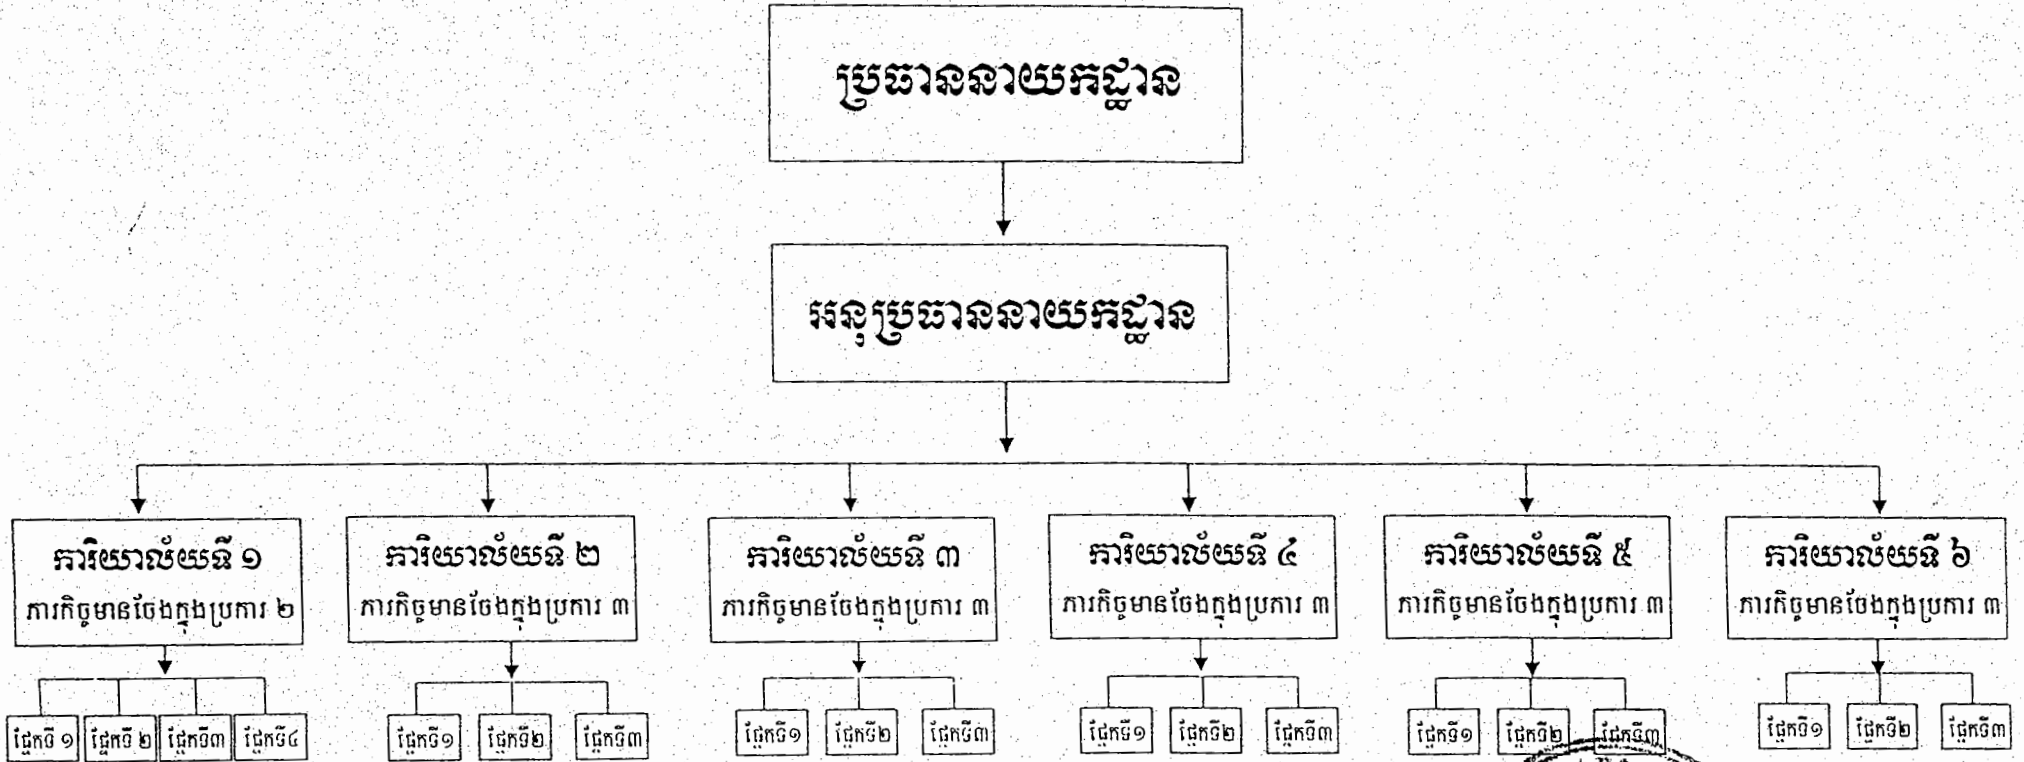 ប្រធាននាយកដ្ឋាន
អនុប្រធាននាយកដ្ឋាន
ការិយាល័យទី ១
ភារកិច្ចមានចែងក្នុងប្រការ ២
ការិយាល័យទី ២
ភារកិច្ចមានចែងក្នុងប្រការ ៣
ការិយាល័យទី ៣
ភារកិច្ចមានចែងក្នុងប្រការ ៣
ការិយាល័យទី ៤
ភារកិច្ចមានចែងក្នុងប្រការ ៣
ការិយាល័យទី ៥
ភារកិច្ចមានចែងក្នុងប្រការ ៣
ការិយាល័យទី ៦
ភារកិច្ចមានចែងក្នុងប្រការ ៣
ផ្នែកទី ១
ផ្នែកទី ២
ផ្នែកទី៣
ផ្នែកទី៤
ផ្នែកទី១
ផ្នែកទី២
ផ្នែកទី៣
ផ្នែកទី១
ផ្នែកទី២
ផ្នែកទី៣
ផ្នែកទី១
ផ្នែកទី២
ផ្នែកទី៣
ផ្នែកទី១
ផ្នែកទី២
ផ្នែកទី៣
ផ្នែកទី១
ផ្នែកទី២
ផ្នែកទី៣